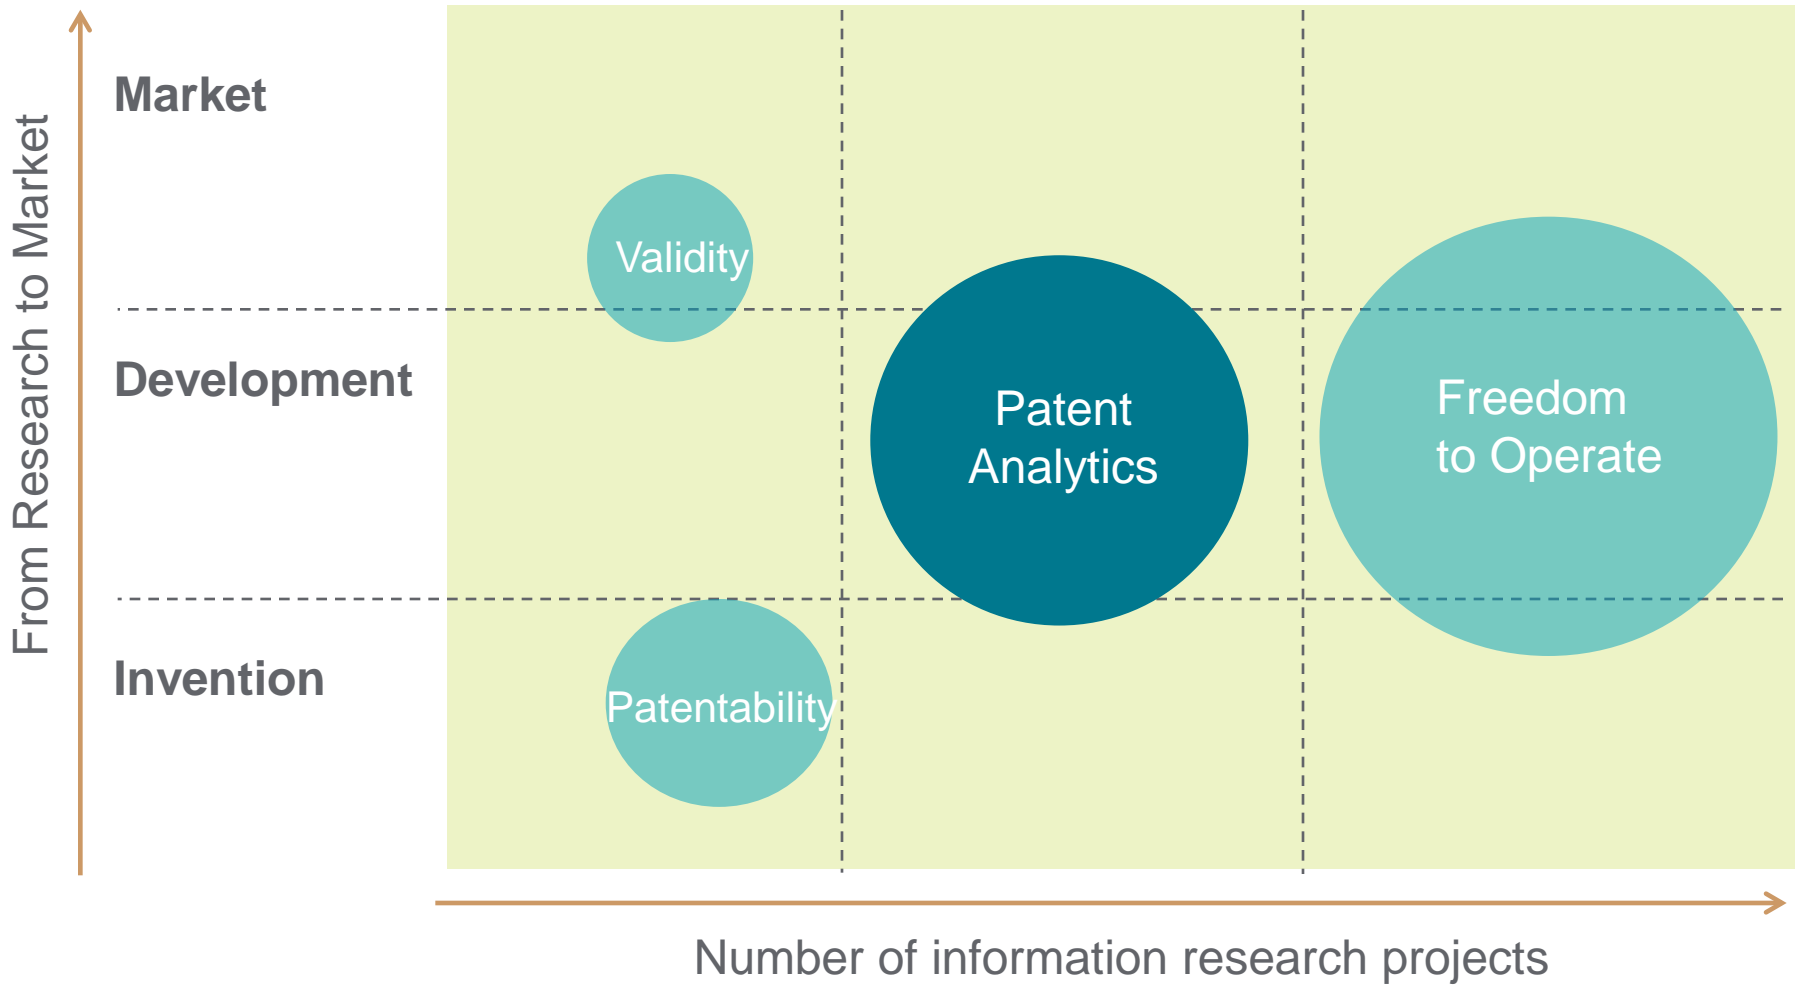 From Research to Market
Market
Development
Invention
Validity
Patent
Analytics
Freedom
to Operate
Patentability
Number of information research projects